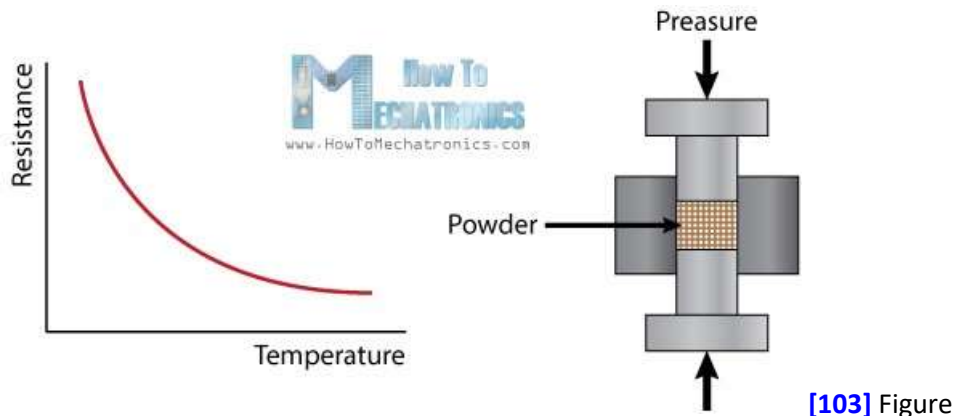 Preasure
How To
MECHATRONICS
www.HowToMechatronics.com
Resistance
Powder
Temperature
[103] Figure